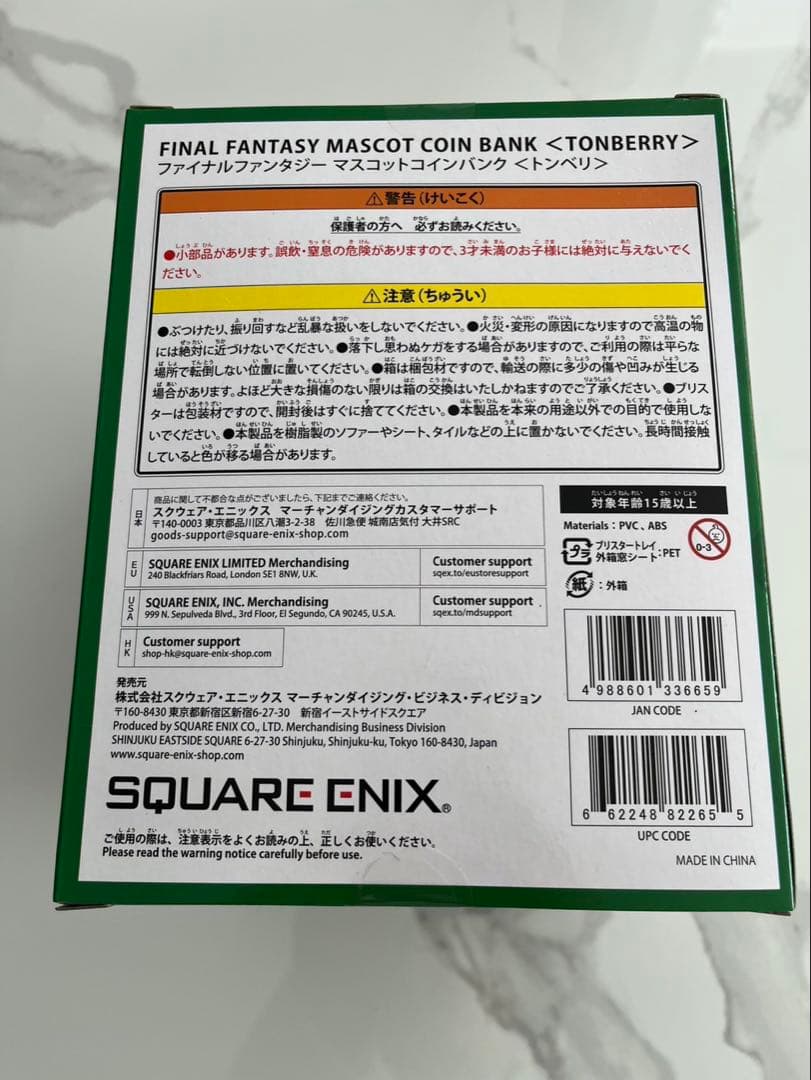 FINAL FANTASY MASCOT COIN BANK <TONBERRY>
ファイナルファンタジー マスコットコインバンク <トンベリ>
⚠警告(けいこく)
保護者の方へ 必ずお読みください。
●小部品があります。誤飲・窒息の危険がありますので、3才未満のお子様には絶対に与えないでく
ださい。
⚠注意(ちゅうい)
●ぶつけたり、振り回すなど乱暴な扱いをしないでください。●火災・変形の原因になりますので高温の物
には絶対に近づけないでください。●落下し思わぬケガをする場合がありますので、ご利用の際は平らな
場所で転倒しない位置に置いてください。●箱は梱包材ですので、輸送の際に多少の傷や凹みが生じる
場合があります。よほど大きな損傷のない限りは箱の交換はいたしかねますのでご了承ください。●ブリス
ターは包装材ですので、開封後はすぐに捨ててください。●本製品を本来の用途以外での目的で使用しな
いでください。●本製品を樹脂製のソファーやシート、タイルなどの上に置かないでください。長時間接触
していると色が移る場合があります。
日本
商品に関して不都合な点がございましたら、下記までご連絡ください。
スクウェア・エニックス マーチャンダイジングカスタマーサポート
〒140-0003 東京都品川区八潮3-2-38 佐川急便 城南店気付 大井SRC
goods-support@square-enix-shop.com
EU
SQUARE ENIX LIMITED Merchandising
240 Blackfriars Road, London SE1 8NW, U.K.
Customer support
sqex.to/eustoresupport
USA
SQUARE ENIX, INC. Merchandising
999 N. Sepulveda Blvd., 3rd Floor, El Segundo, CA 90245, U.S.A.
Customer support
sqex.to/mdsupport
HK
Customer support
shop-hk@square-enix-shop.com
対象年齢15歳以上
Materials : PVC、ABS
プラ
ブリスタートレイ
外箱窓シート:PET
0-3
紙 : 外箱
4 988601 336659
JAN CODE
6 62248 82265 5
UPC CODE
MADE IN CHINA
発売元
株式会社スクウェア・エニックス マーチャンダイジング・ビジネス・ディビジョン
〒160-8430 東京都新宿区新宿6-27-30 新宿イーストサイドスクエア
Produced by SQUARE ENIX CO., LTD. Merchandising Business Division
SHINJUKU EASTSIDE SQUARE 6-27-30 Shinjuku, Shinjuku-ku, Tokyo 160-8430, Japan
www.square-enix-shop.com
SQUARE ENIX®
ご使用の際は、注意表示をよくお読みの上、正しくお使いください。
Please read the warning notice carefully before use.